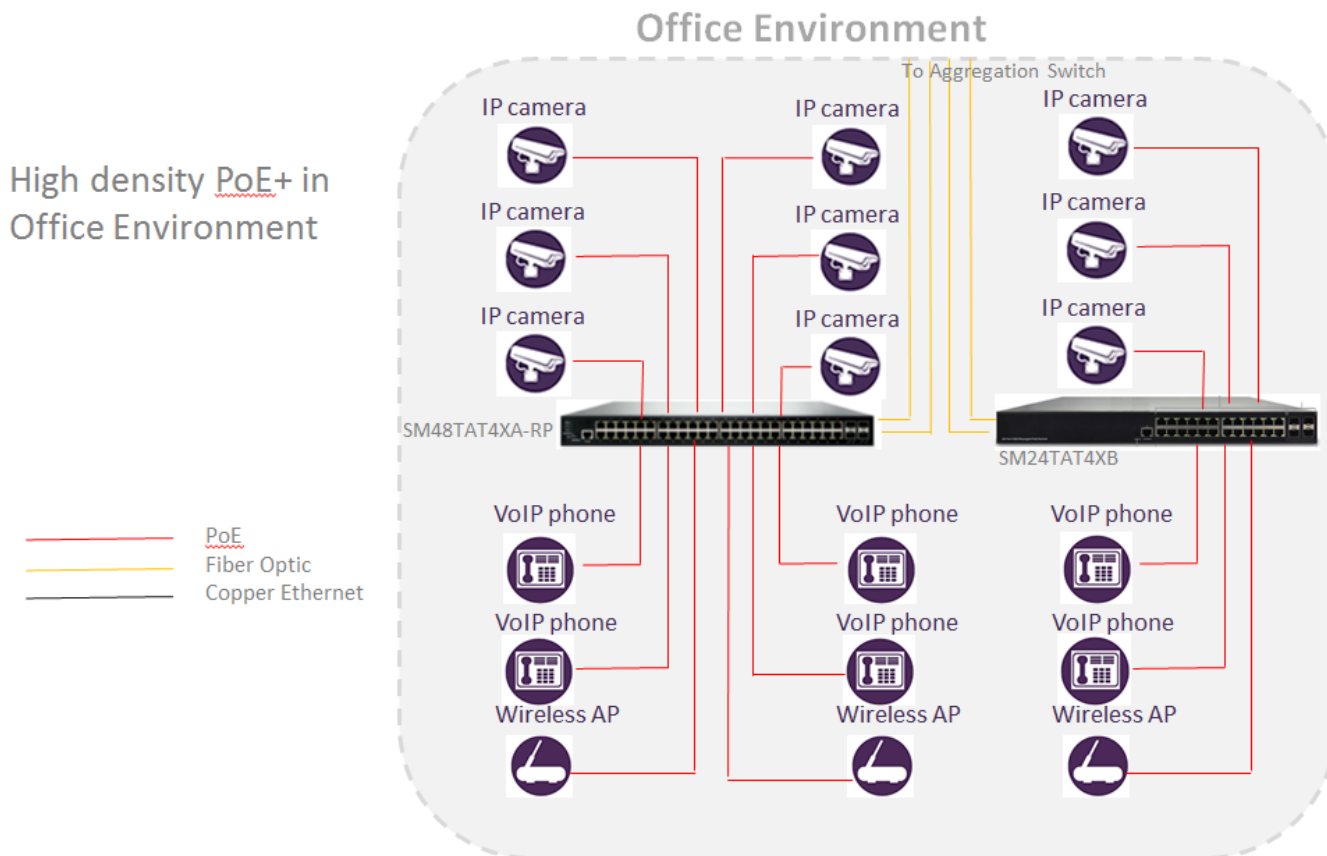 Office Environment
To Aggregation Switch
High density PoE+ in
Office Environment
IP camera
IP camera
IP camera
IP camera
IP camera
IP camera
IP camera
IP camera
IP camera
SM48TAT4XA-RP
SM24TAT4XB
PoE
Fiber Optic
Copper Ethernet
VoIP phone
VoIP phone
VoIP phone
VoIP phone
VoIP phone
VoIP phone
Wireless AP
Wireless AP
Wireless AP